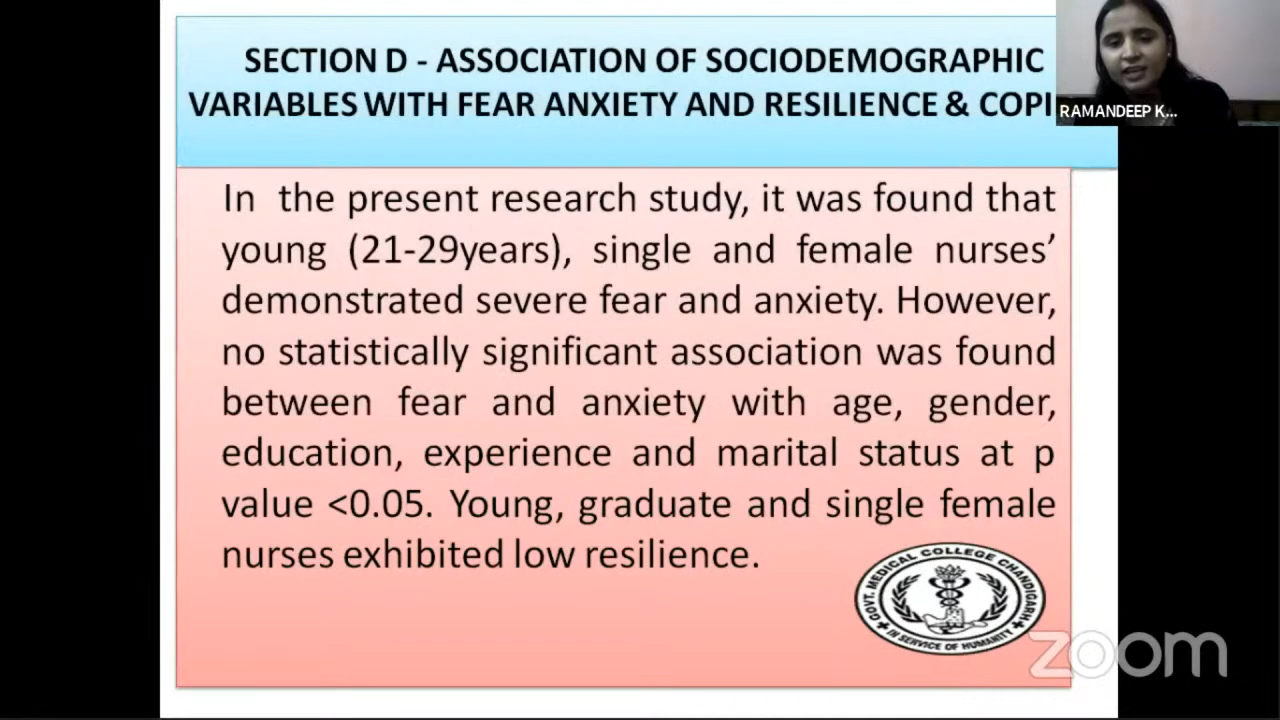 SECTION D - ASSOCIATION OF SOCIODEMOGRAPHIC
VARIABLES WITH FEAR ANXIETY AND RESILIENCE & COPI
RAMANDEEP K...
In the present research study, it was found that
young (21-29years), single and female nurses’
demonstrated severe fear and anxiety. However,
no statistically significant association was found
between fear and anxiety with age, gender,
education, experience and marital status at p
value <0.05. Young, graduate and single female
nurses exhibited low resilience.
GOVT. MEDICAL COLLEGE CHANDIGARH
IN SERVICE OF HUMANITY
zoom